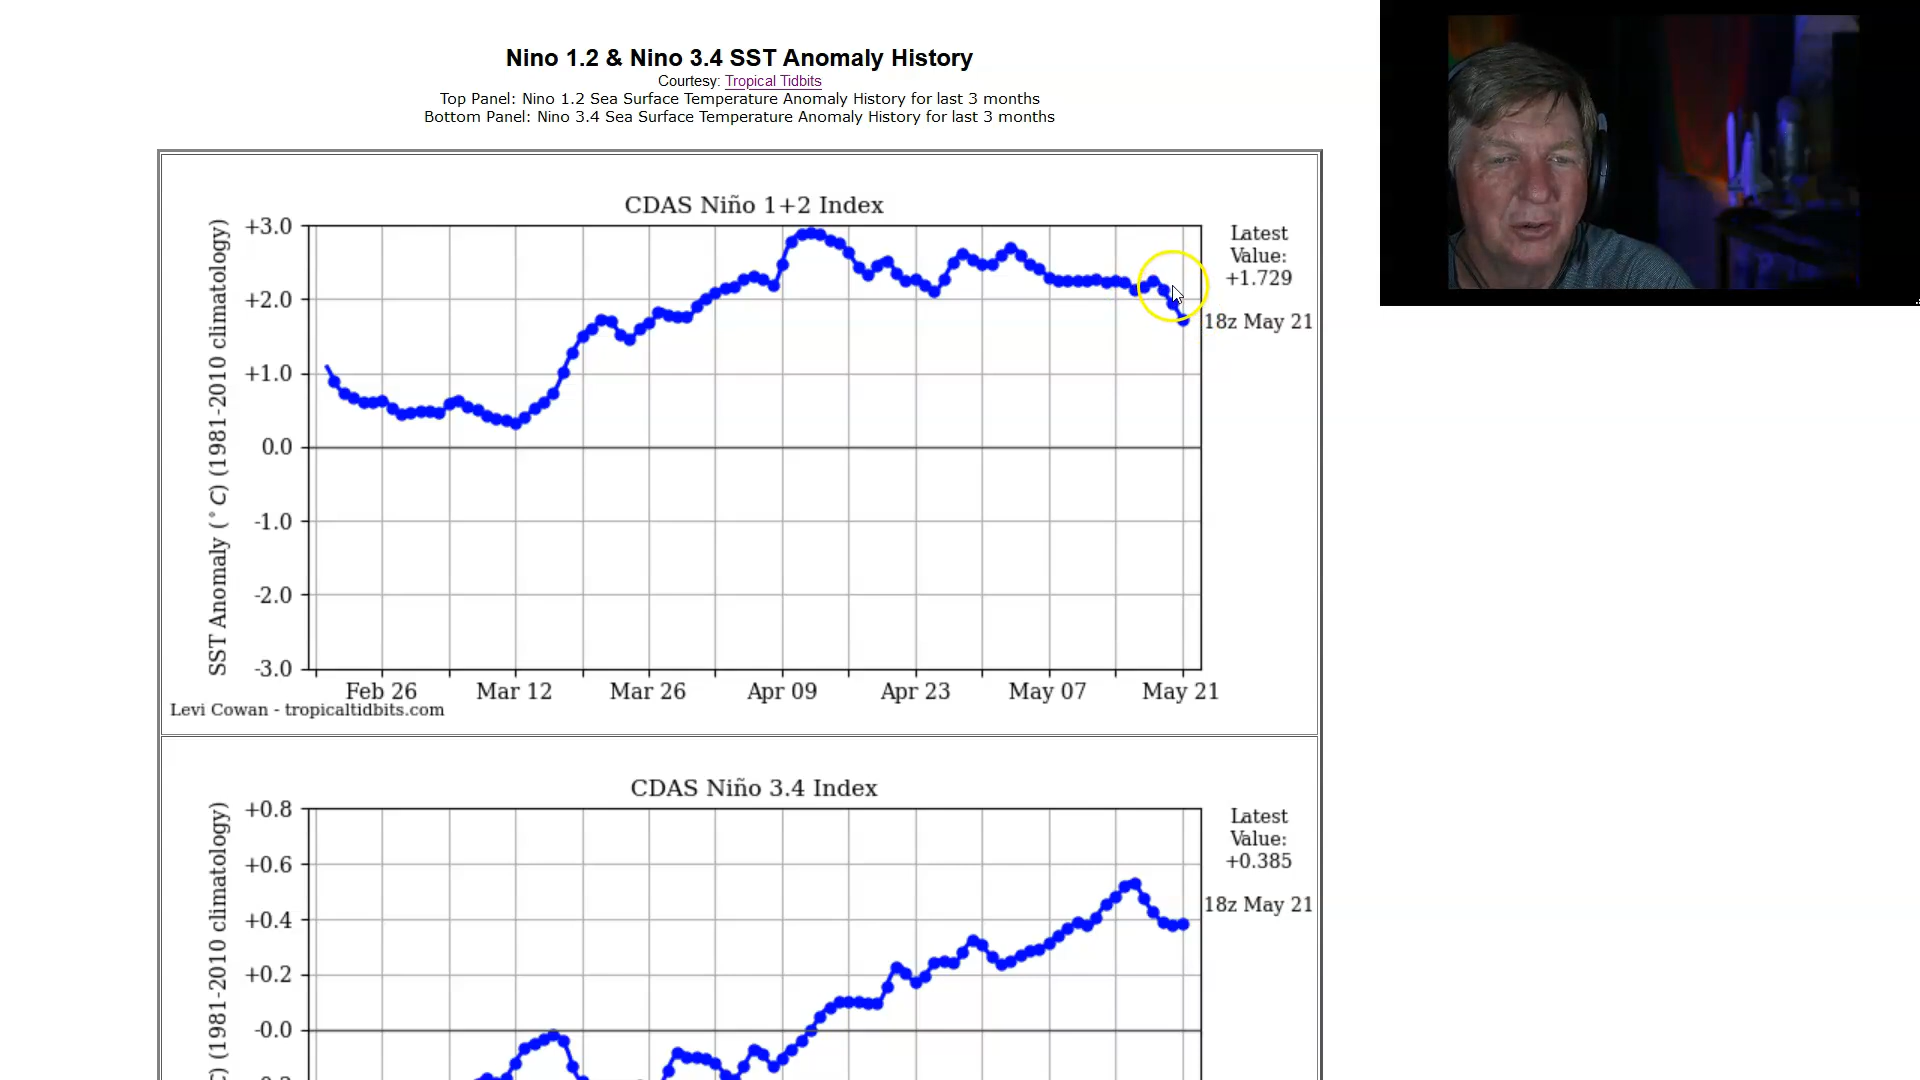 Nino 1.2 & Nino 3.4 SST Anomaly History
Courtesy: Tropical Tidbits
Top Panel: Nino 1.2 Sea Surface Temperature Anomaly History for last 3 months
Bottom Panel: Nino 3.4 Sea Surface Temperature Anomaly History for last 3 months
CDAS Niño 1+2 Index
SST Anomaly (°C) (1981-2010 climatology)
+3.0
+2.0
+1.0
0.0
-1.0
-2.0
-3.0
Latest
Value:
+1.729
18z May 21
Feb 26 Mar 12 Mar 26 Apr 09 Apr 23 May 07 May 21
Levi Cowan - tropicaltidbits.com
CDAS Niño 3.4 Index
C) (1981-2010 climatology)
+0.8
+0.6
+0.4
+0.2
-0.0
Latest
Value:
+0.385
18z May 21